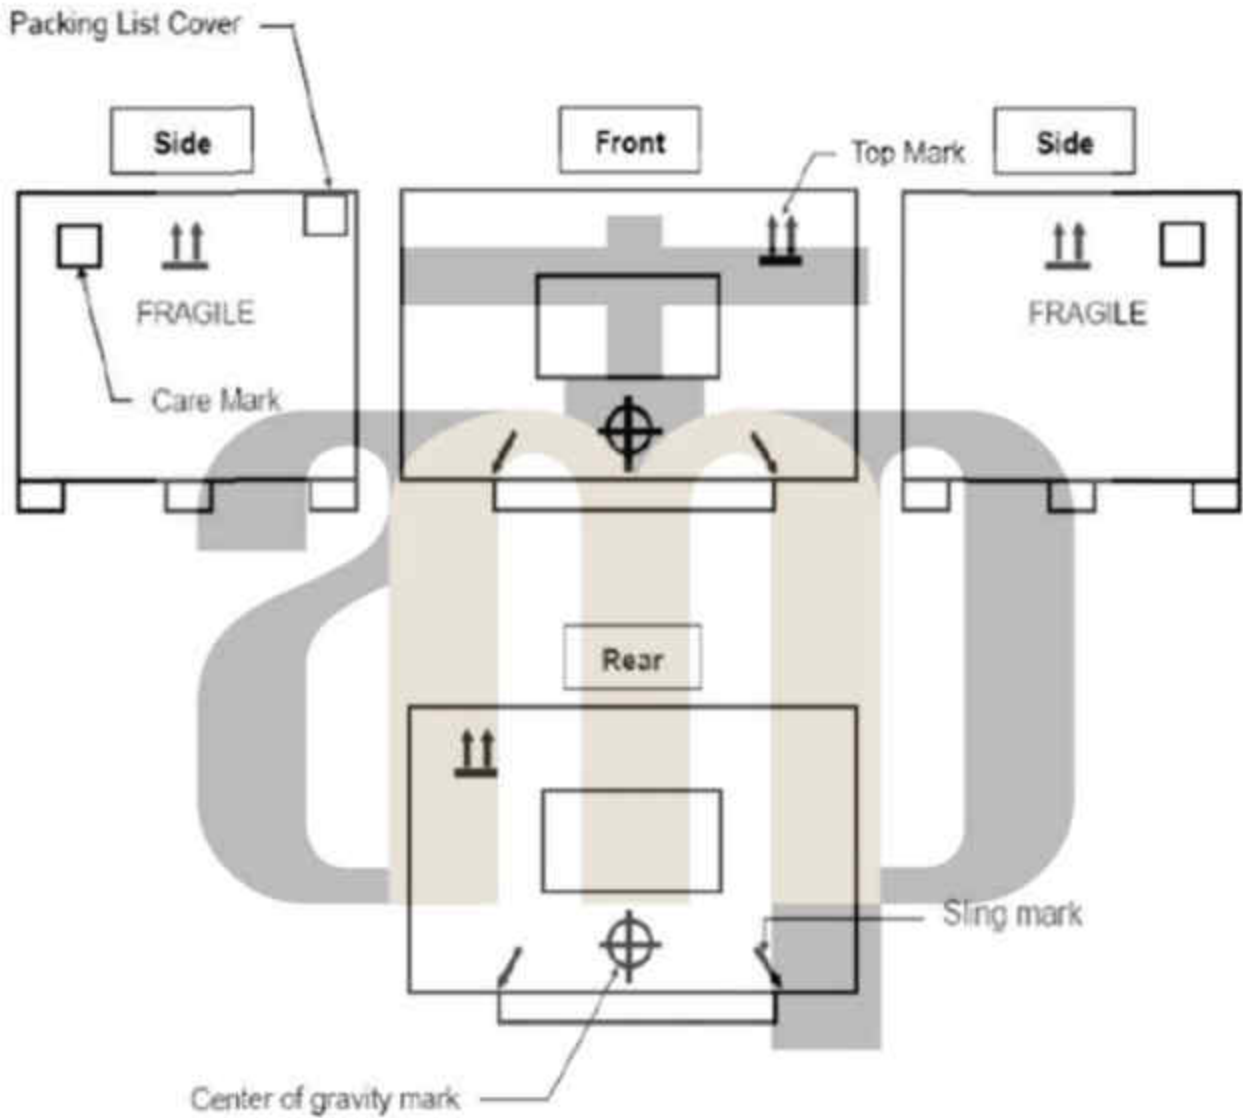 Packing List Cover
Side
Front
Side
Top Mark
FRAGILE
FRAGILE
Care Mark
Rear
Sling mark
Center of gravity mark